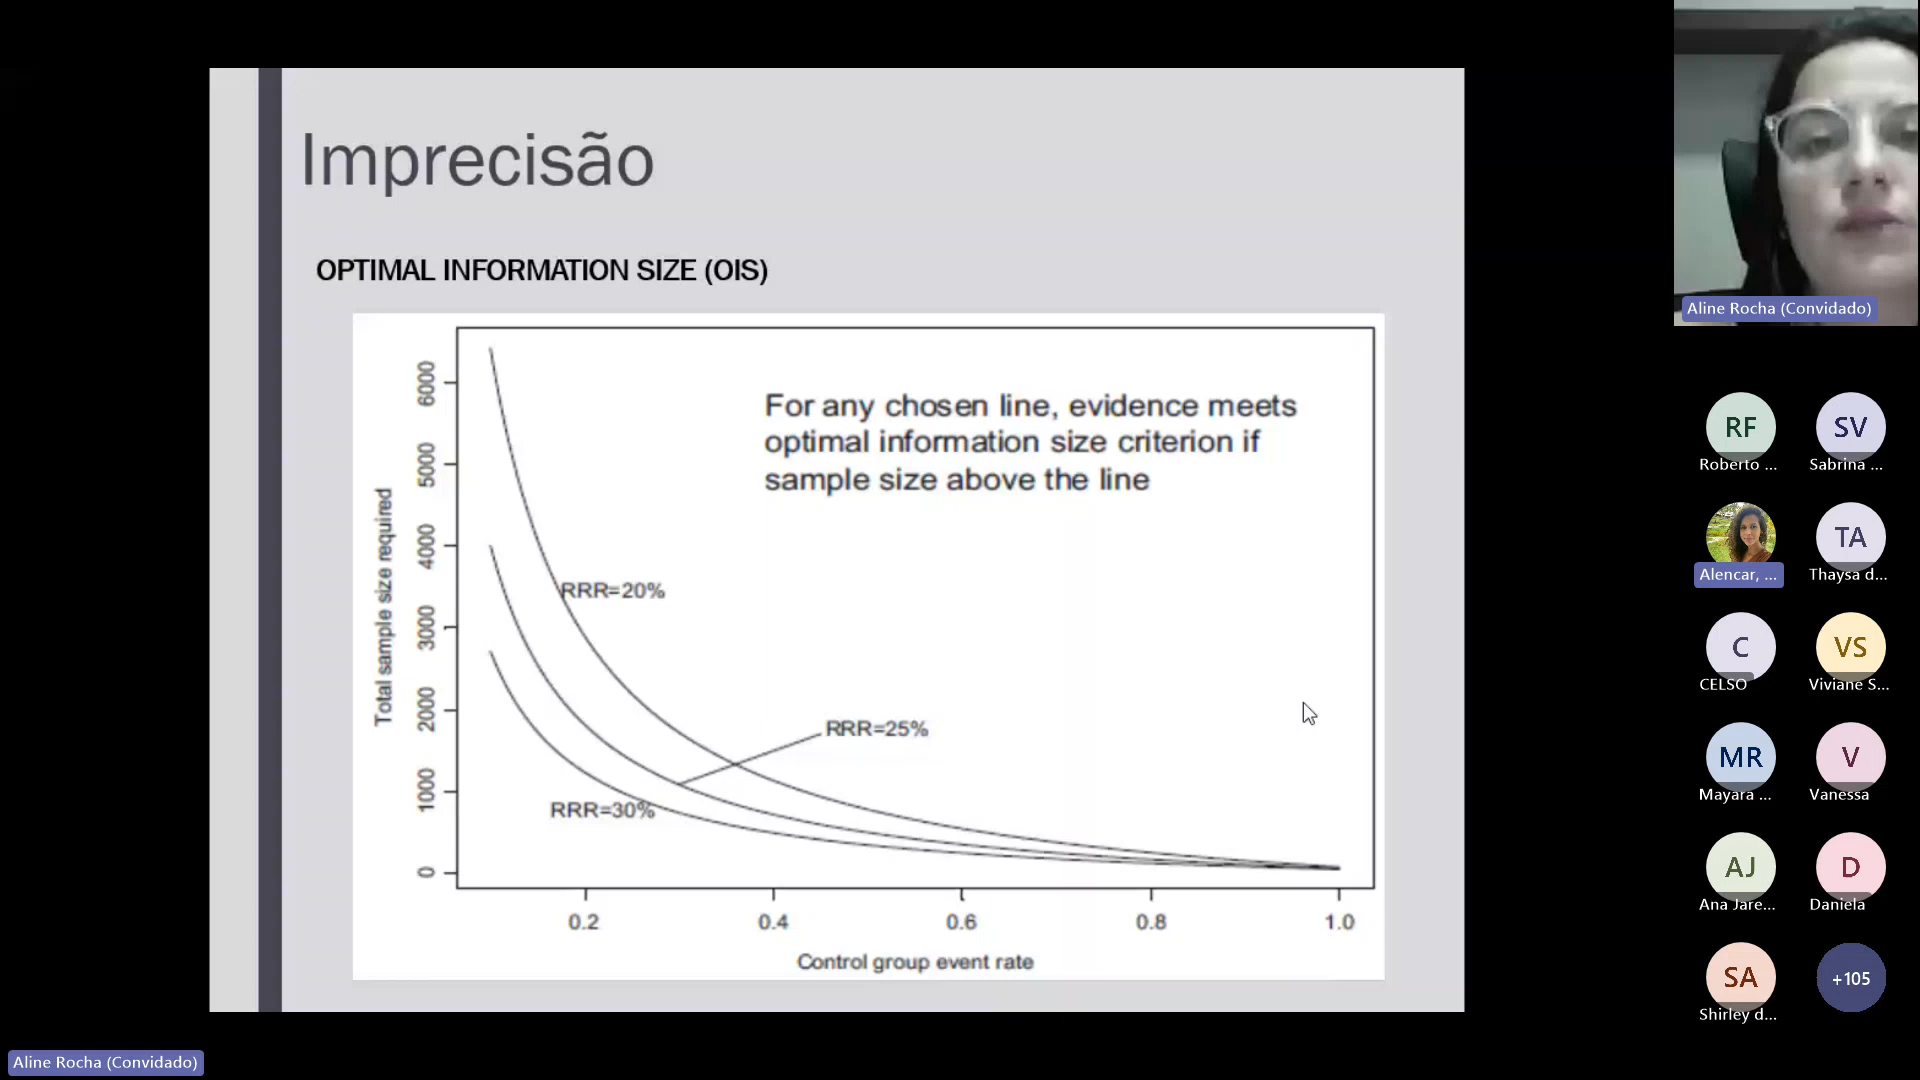 Imprecisão
OPTIMAL INFORMATION SIZE (OIS)
For any chosen line, evidence meets
optimal information size criterion if
sample size above the line
Total sample size required
6000
5000
4000
3000
2000
1000
0
RRR=20%
RRR=25%
RRR=30%
0.2
0.4
0.6
0.8
1.0
Control group event rate
Aline Rocha (Convidado)
RF
Roberto ...
SV
Sabrina ...
Alencar, ...
TA
Thaysa d...
C
CELSO
VS
Viviane S...
MR
Mayara ...
V
Vanessa
AJ
Ana Jare...
D
Daniela
SA
Shirley d...
+105
Aline Rocha (Convidado)